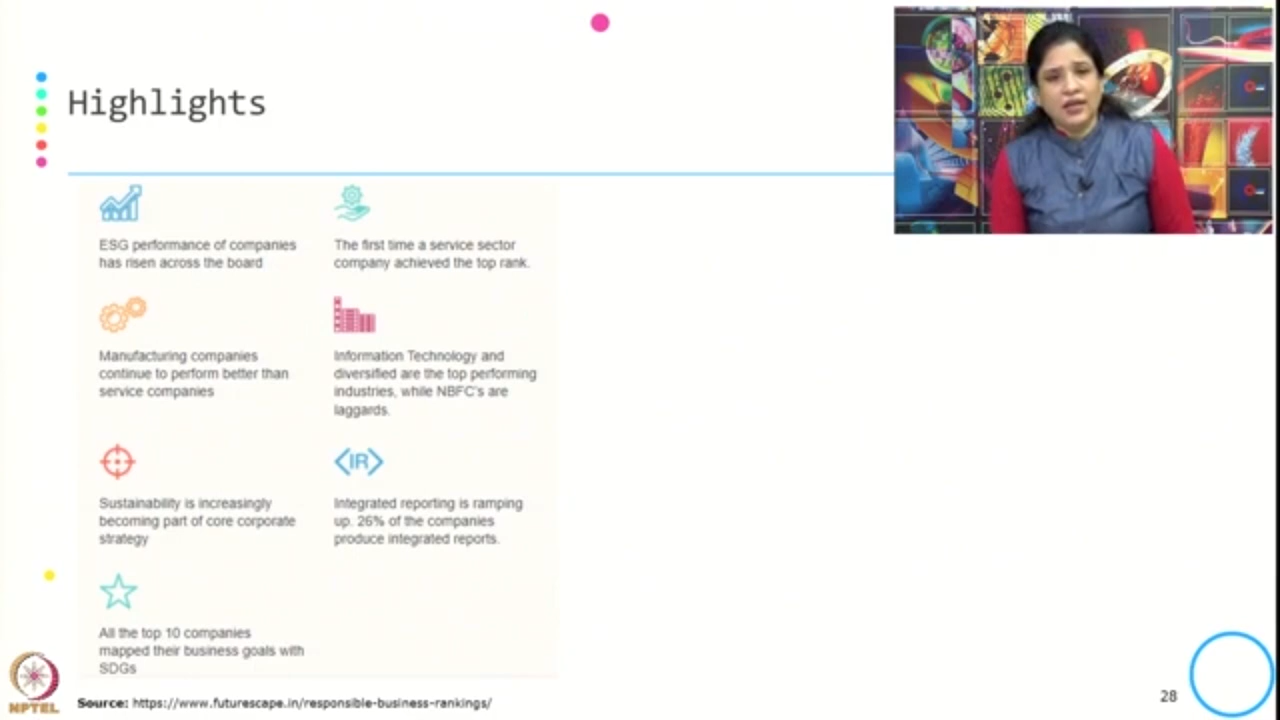 Highlights
ESG performance of companies
has risen across the board
The first time a service sector
company achieved the top rank.
Manufacturing companies
continue to perform better than
service companies
Information Technology and
diversified are the top performing
industries, while NBFC's are
laggards.
Sustainability is increasingly
becoming part of core corporate
strategy
<IR>
Integrated reporting is ramping
up. 26% of the companies
produce integrated reports.
All the top 10 companies
mapped their business goals with
SDGs
NPTEL
Source: https://www.futurescape.in/responsible-business-rankings/
28